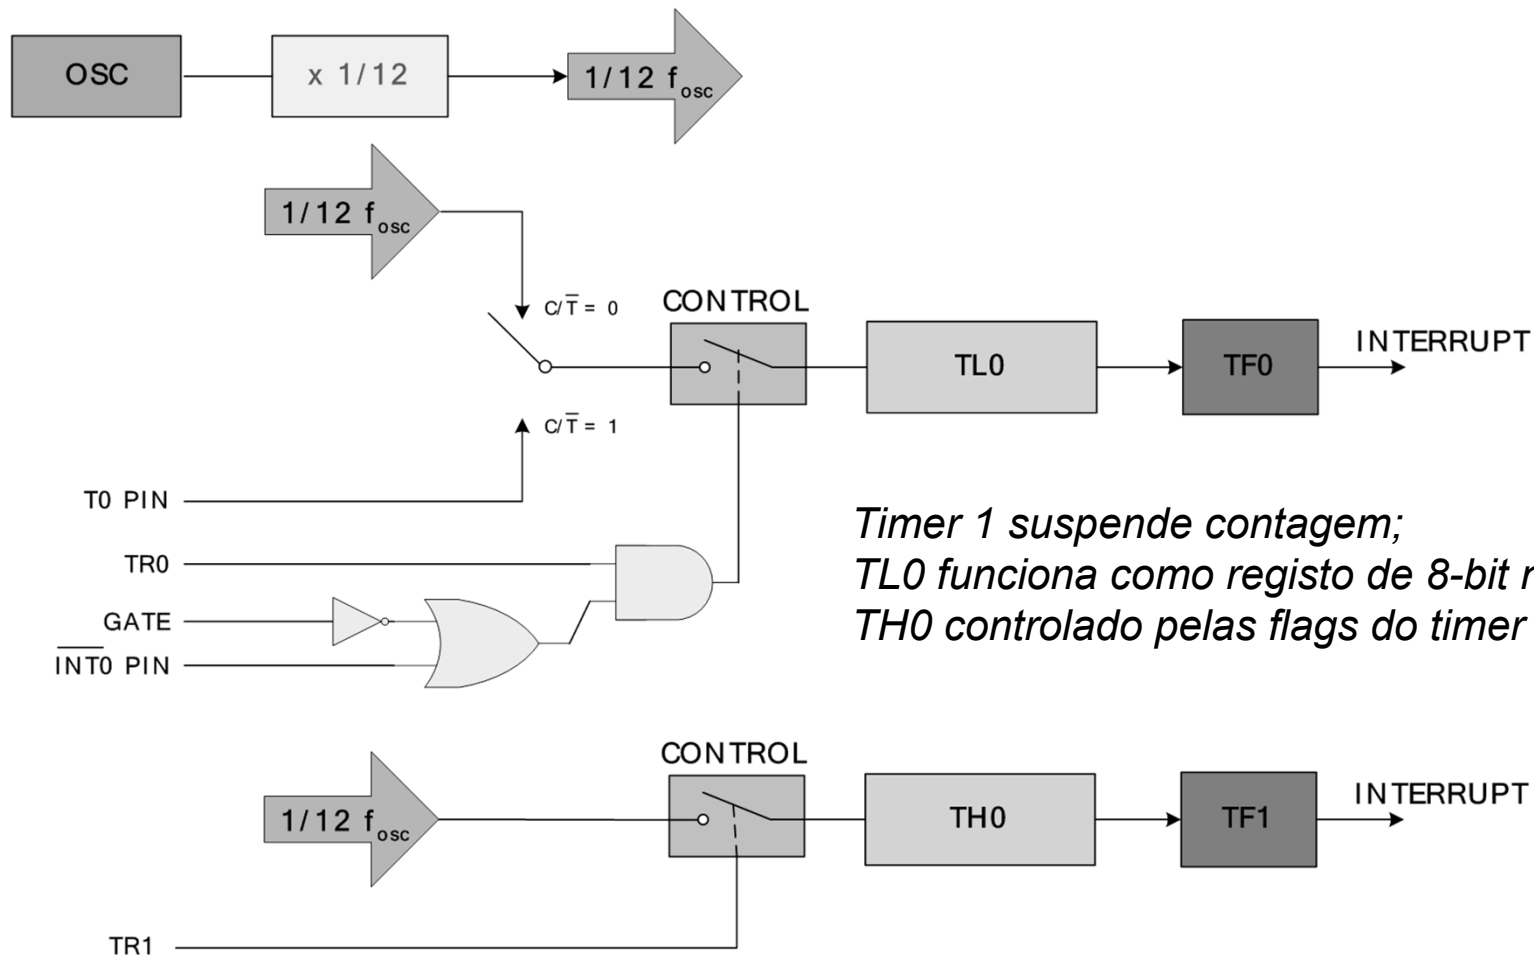 OSC
x 1/12
1/12 fosc
1/12 fosc
C/T̅ = 0
CONTROL
TL0
TF0
INTERRUPT
C/T̅ = 1
T0 PIN
TR0
GATE
I̅N̅T̅0̅ PIN
Timer 1 suspende contagem;
TL0 funciona como registo de 8-bit
TH0 controlado pelas flags do timer
CONTROL
1/12 fosc
TH0
TF1
INTERRUPT
TR1